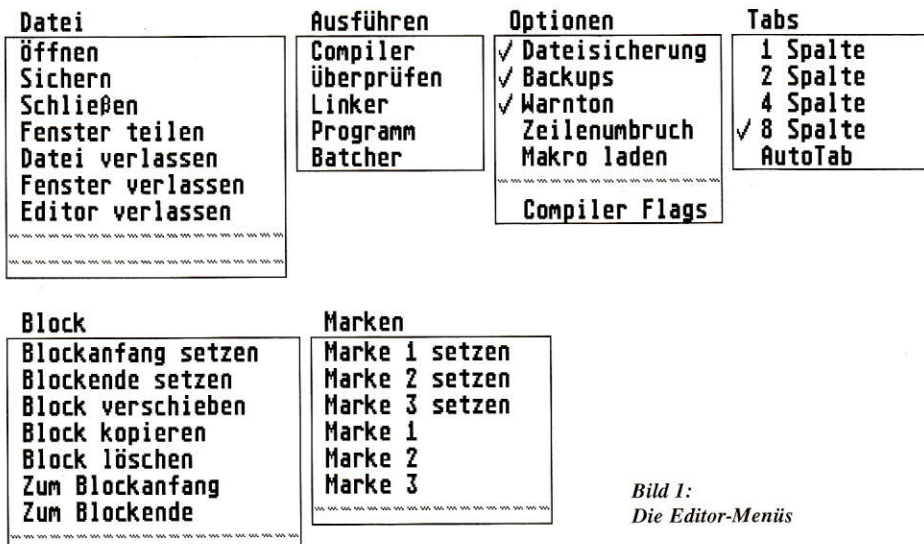 Datei
Öffnen
Sichern
Schließen
Fenster teilen
Datei verlassen
Fenster verlassen
Editor verlassen
Ausführen
Compiler
Überprüfen
Linker
Programm
Batcher
Optionen
✓ Dateisicherung
✓ Backups
✓ Warnton
Zeilenumbruch
Makro laden
Compiler Flags
Tabs
1 Spalte
2 Spalte
4 Spalte
✓ 8 Spalte
AutoTab
Block
Blockanfang setzen
Blockende setzen
Block verschieben
Block kopieren
Block löschen
Zum Blockanfang
Zum Blockende
Marken
Marke 1 setzen
Marke 2 setzen
Marke 3 setzen
Marke 1
Marke 2
Marke 3
Bild 1:
Die Editor-Menüs